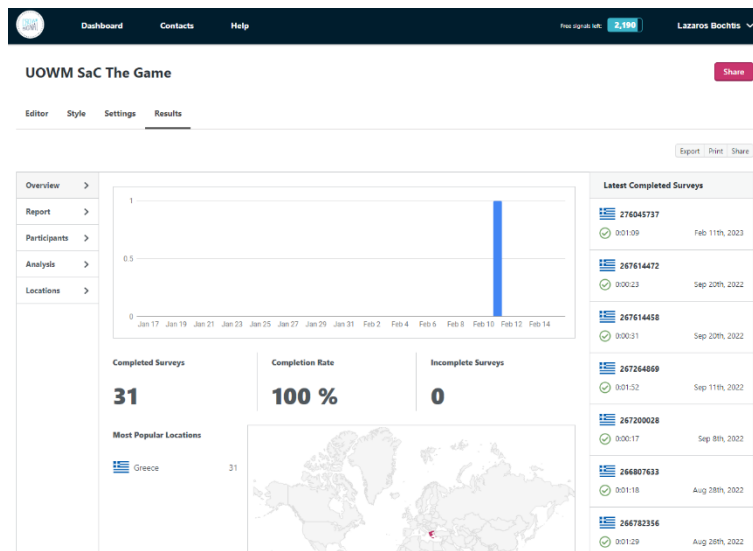 Dashboard Contacts Help Free signals left: 2,190 Lazaros Bochtis
UOWM SaC The Game Share
Editor Style Settings Results
Export Print Share
Overview
Report
Participants
Analysis
Locations
1
0.5
0
Jan 17 Jan 19 Jan 21 Jan 23 Jan 25 Jan 27 Jan 29 Jan 31 Feb 2 Feb 4 Feb 6 Feb 8 Feb 10 Feb 12 Feb 14
Completed Surveys Completion Rate Incomplete Surveys
31 100 % 0
Most Popular Locations
Greece 31
Latest Completed Surveys
276045737
0:01:09 Feb 11th, 2023
267614472
0:00:23 Sep 20th, 2022
267614458
0:00:31 Sep 20th, 2022
267264869
0:01:52 Sep 11th, 2022
267200028
0:00:17 Sep 8th, 2022
266807633
0:01:18 Aug 28th, 2022
266782356
0:01:29 Aug 26th, 2022